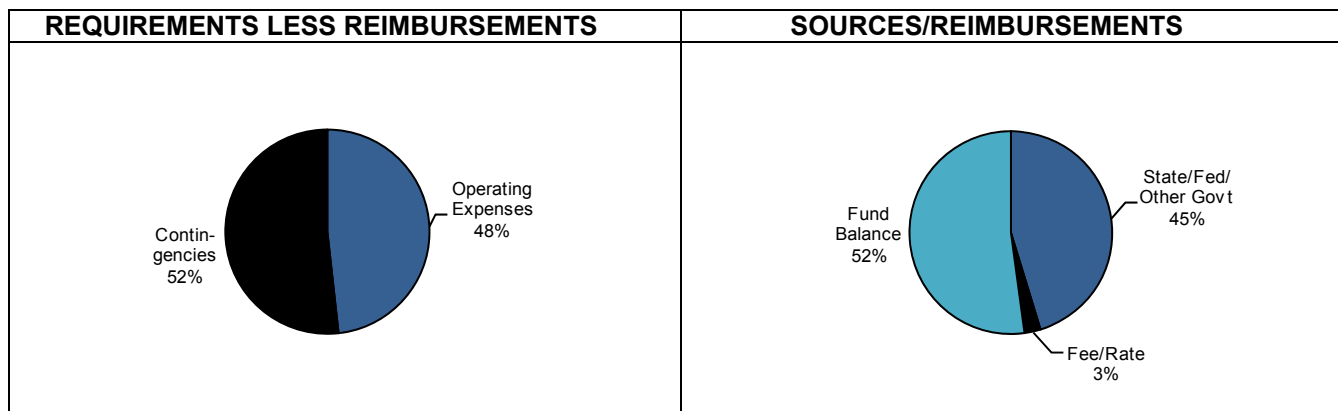 REQUIREMENTS LESS REIMBURSEMENTS
SOURCES/REIMBURSEMENTS
Operating
Expenses
48%
Contin-
gencies
52%
State/Fed/
Other Govt
45%
Fund
Balance
52%
Fee/Rate
3%